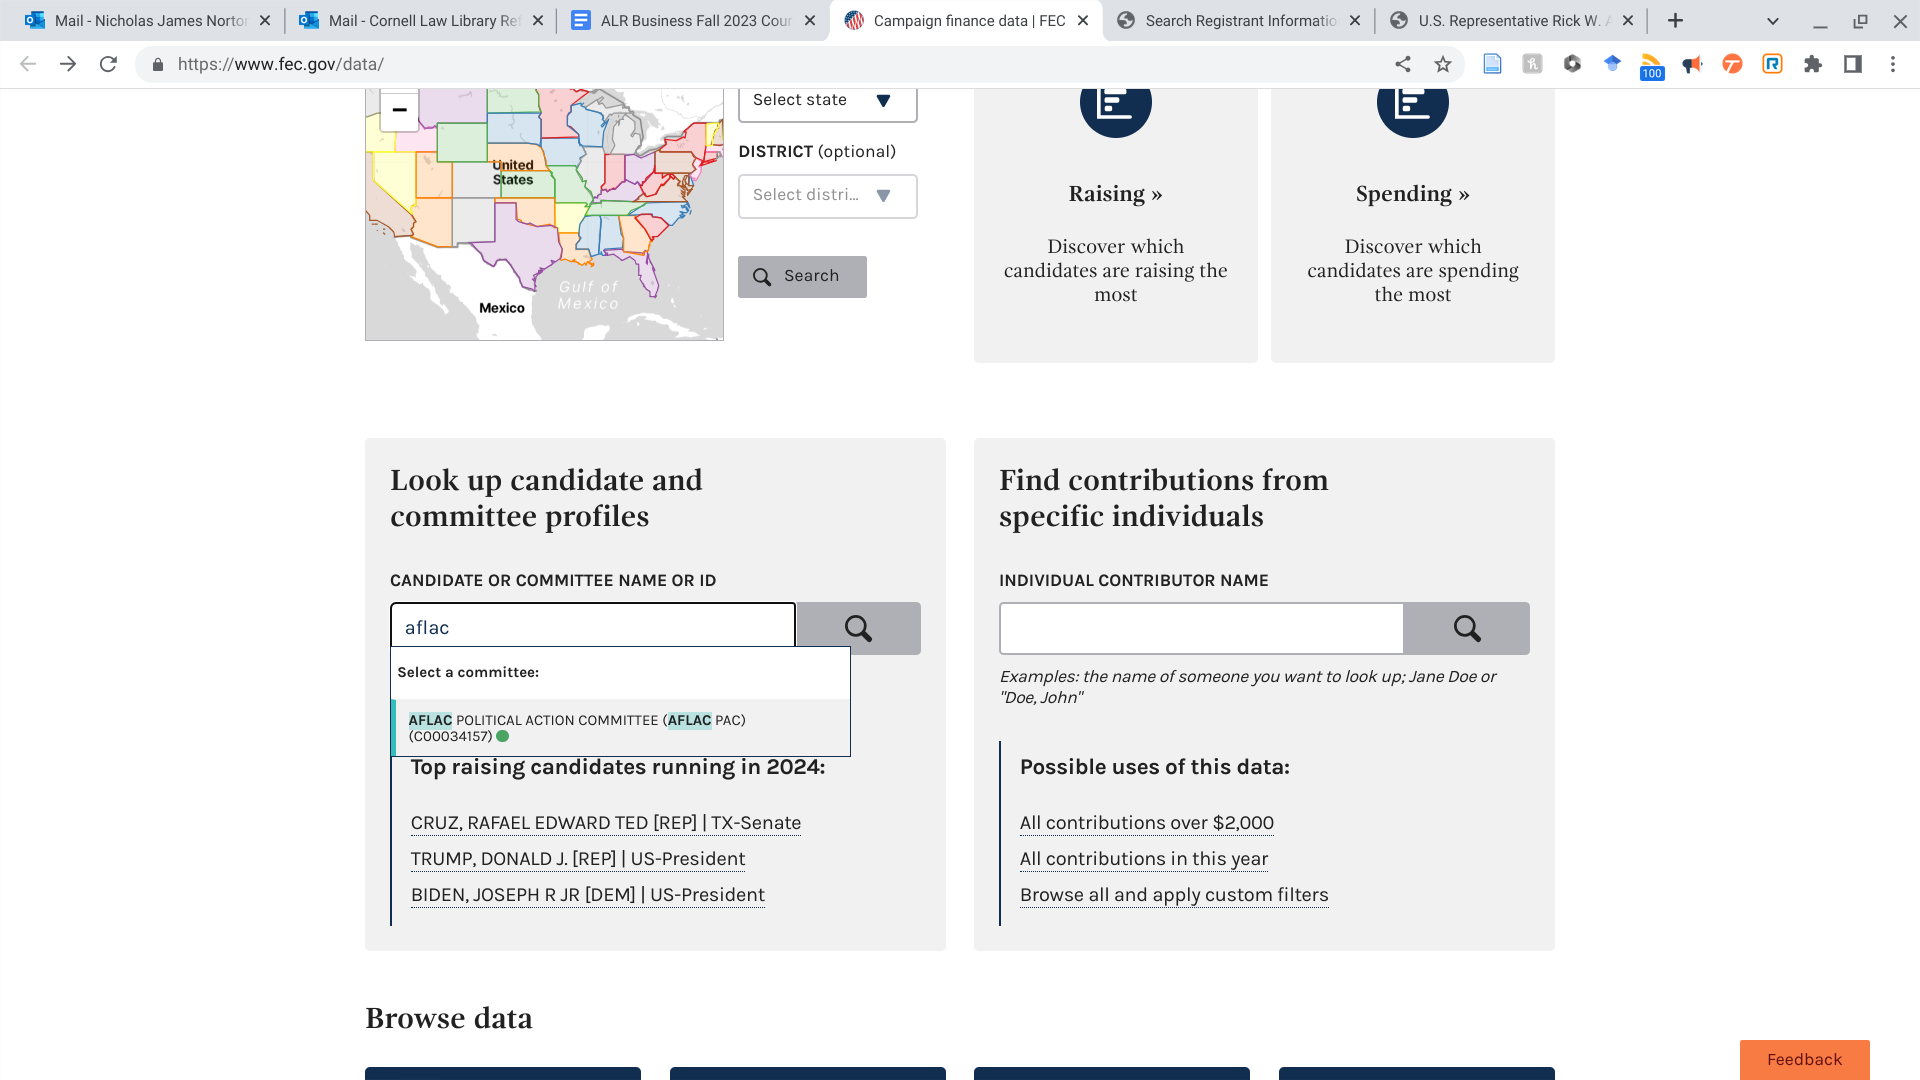 Mail - Nicholas James Norto
Mail - Cornell Law Library Ref
ALR Business Fall 2023 Cour
Campaign finance data | FEC
Search Registrant Informatio
U.S. Representative Rick W. A
https://www.fec.gov/data/
100
−
United
States
Mexico
Gulf of
Mexico
Select state
DISTRICT (optional)
Select distri...
Search
Raising »
Discover which
candidates are raising the
most
Spending »
Discover which
candidates are spending
the most
Look up candidate and
committee profiles
CANDIDATE OR COMMITTEE NAME OR ID
aflac
Select a committee:
AFLAC POLITICAL ACTION COMMITTEE (AFLAC PAC)
(C00034157)
Top raising candidates running in 2024:
CRUZ, RAFAEL EDWARD TED [REP] | TX-Senate
TRUMP, DONALD J. [REP] | US-President
BIDEN, JOSEPH R JR [DEM] | US-President
Find contributions from
specific individuals
INDIVIDUAL CONTRIBUTOR NAME
Examples: the name of someone you want to look up; Jane Doe or
"Doe, John"
Possible uses of this data:
All contributions over $2,000
All contributions in this year
Browse all and apply custom filters
Browse data
Feedback